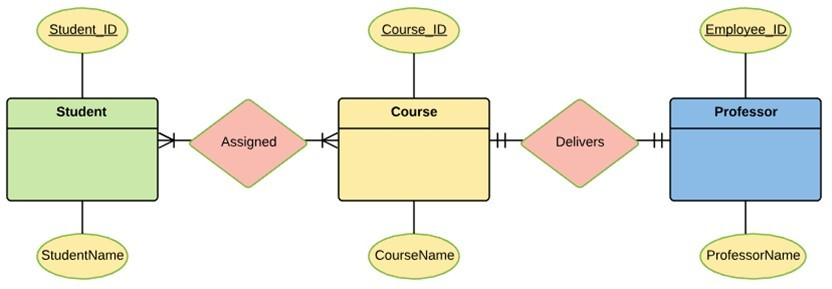 Student_ID
Course_ID
Employee_ID
Student
Course
Professor
Assigned
Delivers
StudentName
CourseName
ProfessorName